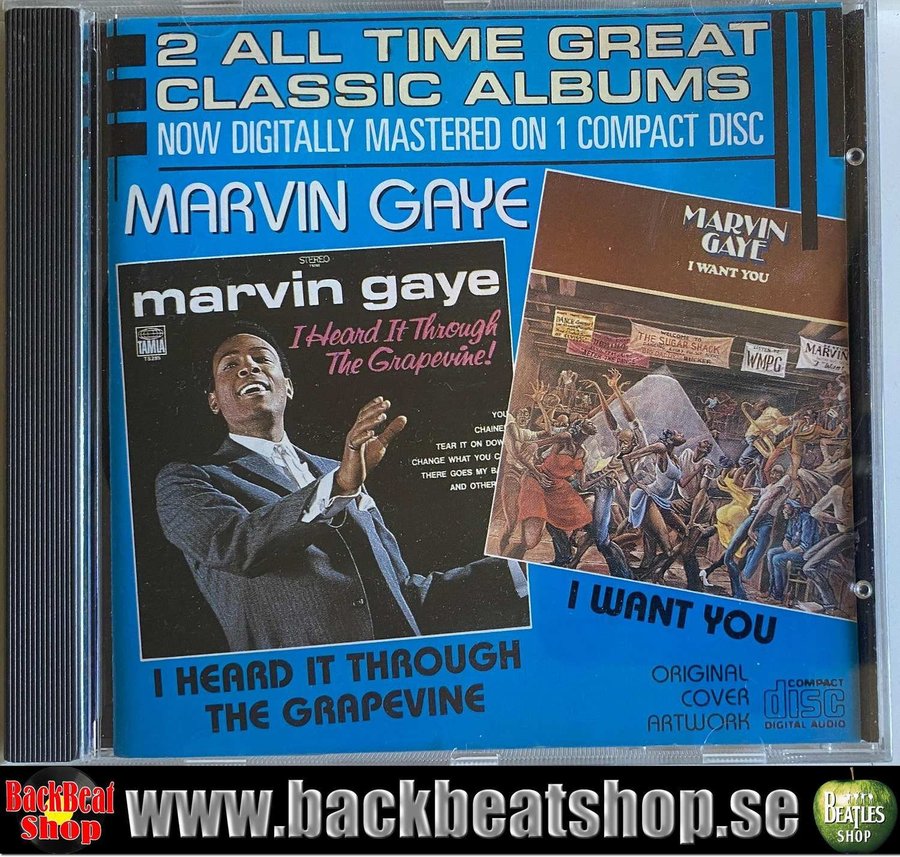 2 ALL TIME GREAT
CLASSIC ALBUMS
NOW DIGITALLY MASTERED ON 1 COMPACT DISC
MARVIN GAYE
STEREO
marvin gaye
I Heard It Through
The Grapevine!
TAMLA
YOU
CHAINE
TEAR IT ON DOW
CHANGE WHAT YOU C
THERE GOES MY BA
AND OTHER
MARVIN
GAYE
I WANT YOU
WELCOME
THE SUGAR SHACK
WMPG
MARVIN
I HEARD IT THROUGH
THE GRAPEVINE
I WANT YOU
ORIGINAL
COVER
ARTWORK
COMPACT
disc
DIGITAL AUDIO
BackBeat
Shop
www.backbeatshop.se
BEATLES
SHOP